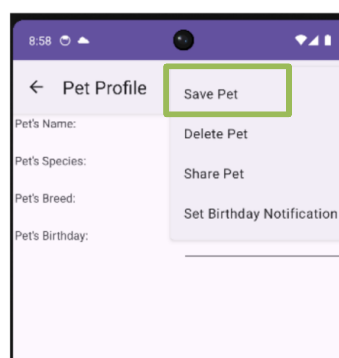 8:58
Pet Profile
Save Pet
Delete Pet
Share Pet
Set Birthday Notification
Pet's Name:
Pet's Species:
Pet's Breed:
Pet's Birthday: